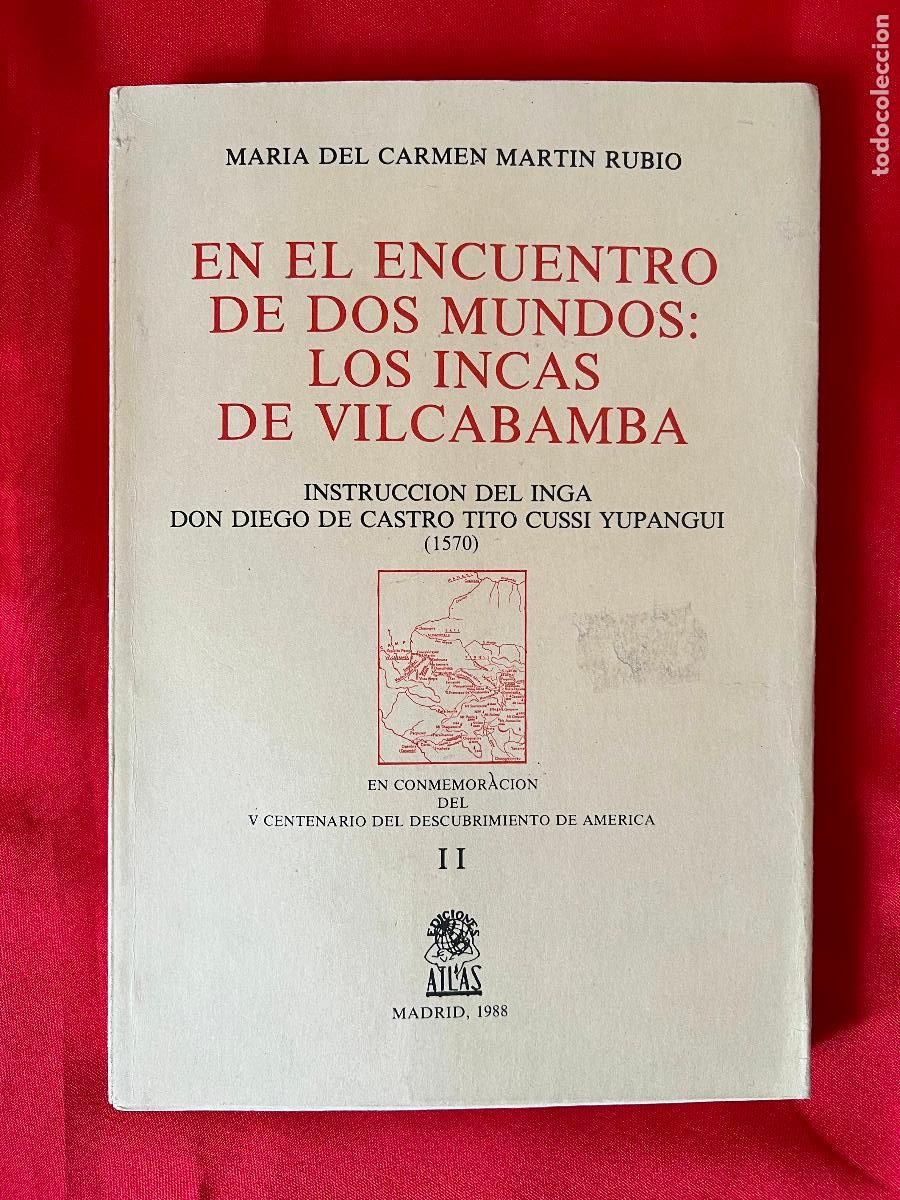 MARIA DEL CARMEN MARTIN RUBIO
EN EL ENCUENTRO
DE DOS MUNDOS:
LOS INCAS
DE VILCABAMBA
INSTRUCCION DEL INGA
DON DIEGO DE CASTRO TITO CUSSI YUPANGUI
(1570)
EN CONMEMORACION
DEL
V CENTENARIO DEL DESCUBRIMIENTO DE AMERICA
II
EDICIONES
ATLAS
MADRID, 1988
todocoleccion